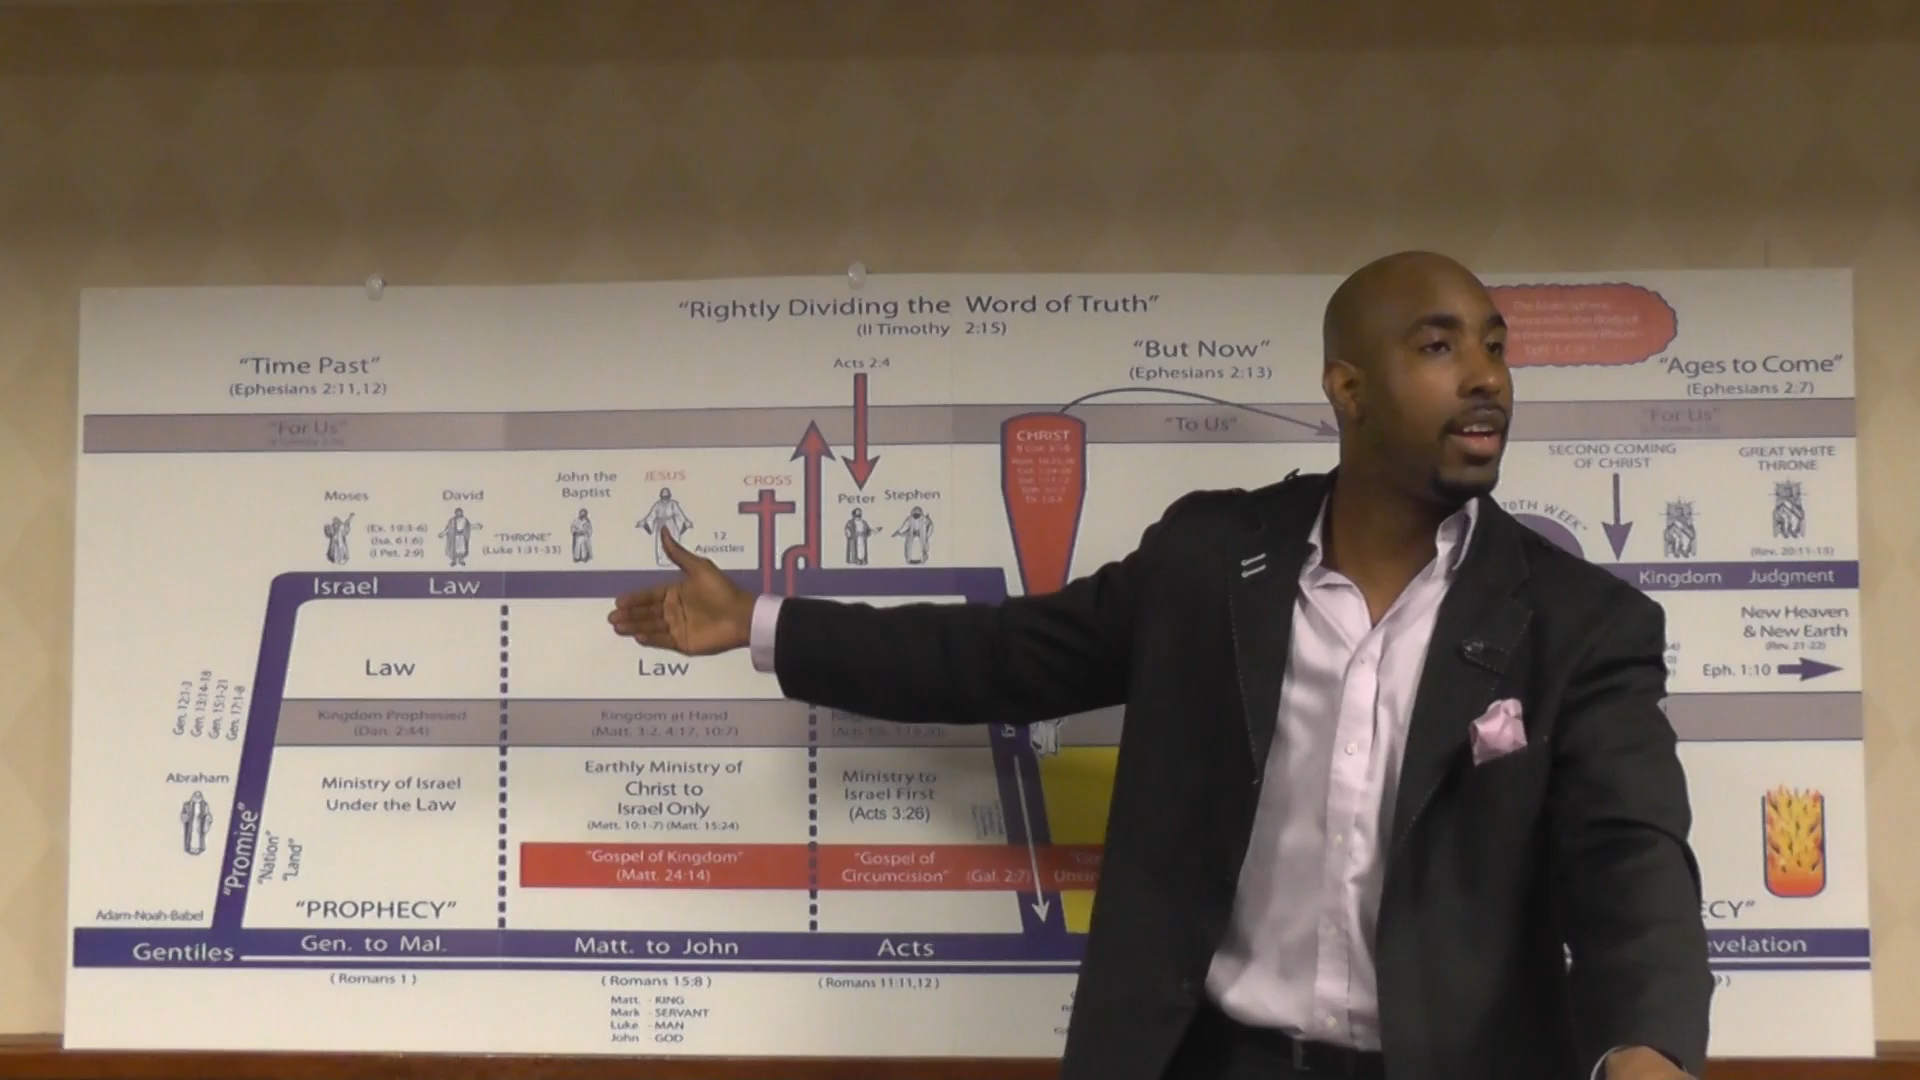 "Rightly Dividing the Word of Truth"
(II Timothy 2:15)
"Time Past"
(Ephesians 2:11,12)
Acts 2:4
"But Now"
(Ephesians 2:13)
"Ages to Come"
(Ephesians 2:7)
"For Us"
"To Us"
"For Us"
CHRIST
SECOND COMING
OF CHRIST
GREAT WHITE
THRONE
Moses
David
John the
Baptist
JESUS
CROSS
Peter
Stephen
(Ex. 19:3-6)
(Isa. 61:6)
(I Pet. 2:9)
"THRONE"
(Luke 1:31-33)
12
Apostles
WEEK"
(Rev. 20:11-15)
Israel Law
Kingdom Judgment
New Heaven
& New Earth
(Rev. 21-22)
Eph. 1:10
Law
Law
Gen. 12:1-3
Gen. 13:14-18
Gen. 15:1-21
Gen. 17:1-8
Kingdom Prophesied
(Dan. 2:44)
Kingdom at Hand
(Matt. 3:2, 4:17, 10:7)
Abraham
Ministry of Israel
Under the Law
Earthly Ministry of
Christ to
Israel Only
(Matt. 10:1-7) (Matt. 15:24)
Ministry to
Israel First
(Acts 3:26)
"Promise"
"Nation"
"Land"
"Gospel of Kingdom"
(Matt. 24:14)
"Gospel of
Circumcision" (Gal. 2:7)
Adam-Noah-Babel
"PROPHECY"
ECY"
Gentiles
Gen. to Mal.
Matt. to John
Acts
evelation
(Romans 1)
(Romans 15:8)
(Romans 11:11,12)
Matt. - KING
Mark - SERVANT
Luke - MAN
John - GOD